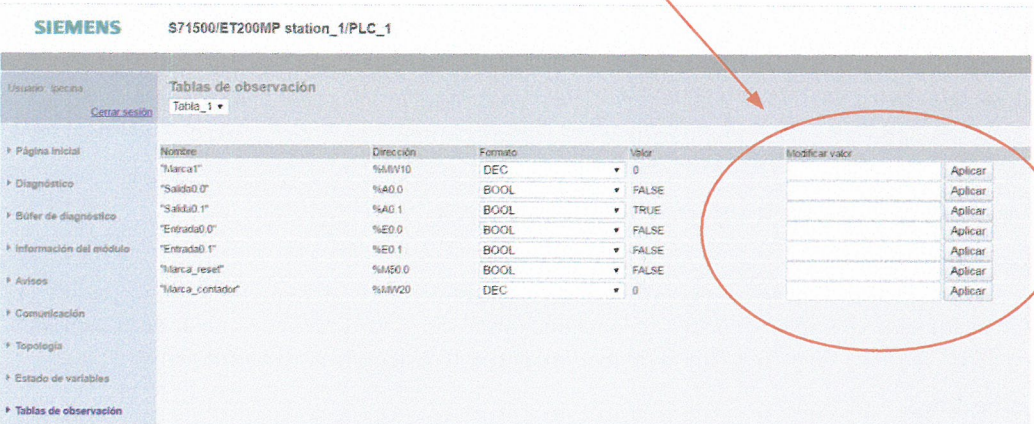 SIEMENS S71500/ET200MP station_1/PLC_1
Usuario: ipecina Tablas de observación
Cerrar sesión Tabla_1
Página inicial
Diagnóstico
Búfer de diagnóstico
Información del módulo
Avisos
Comunicación
Topología
Estado de variables
Tablas de observación
Nombre Dirección Formato Valor Modificar valor
"Marca1" %MW10 DEC 0 Aplicar
"Salida0.0" %A0.0 BOOL FALSE Aplicar
"Salida0.1" %A0.1 BOOL TRUE Aplicar
"Entrada0.0" %E0.0 BOOL FALSE Aplicar
"Entrada0.1" %E0.1 BOOL FALSE Aplicar
"Marca_reset" BOOL FALSE Aplicar
"Marca_contador" %MW20 DEC 0 Aplicar